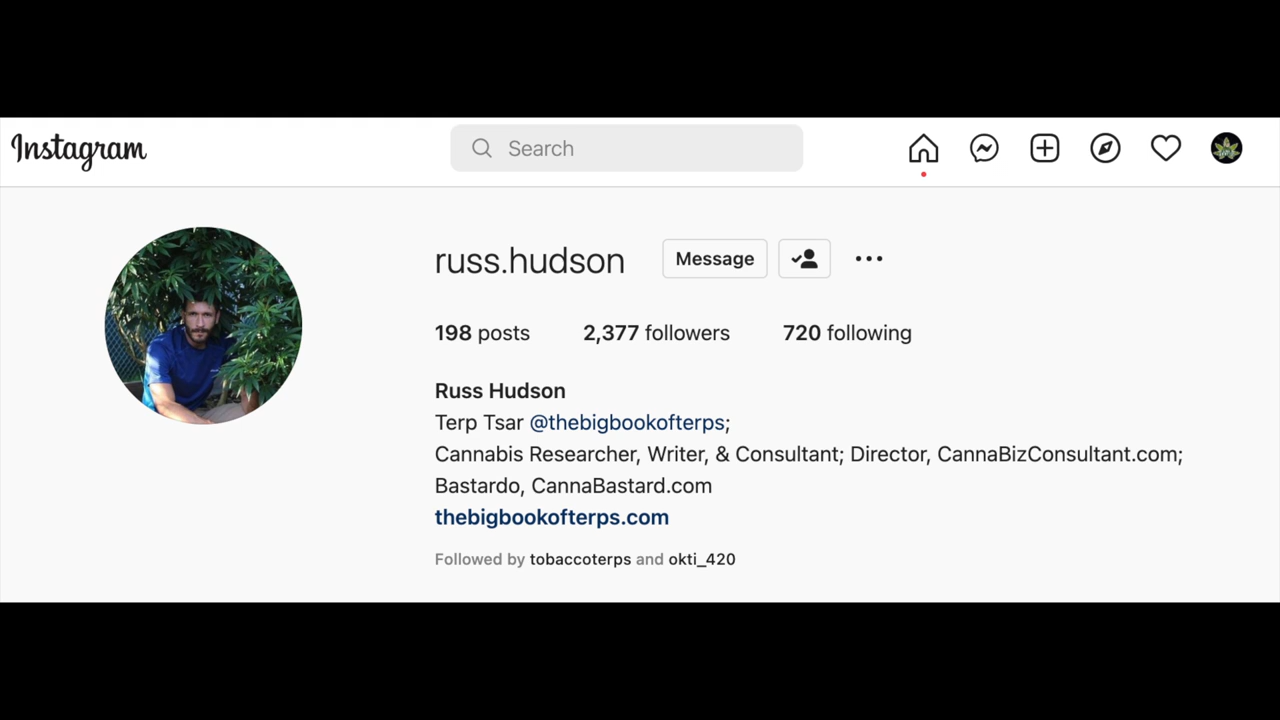 Instagram
Search
russ.hudson
Message
198 posts
2,377 followers
720 following
Russ Hudson
Terp Tsar @thebigbookofterps;
Cannabis Researcher, Writer, & Consultant; Director, CannaBizConsultant.com;
Bastardo, CannaBastard.com
thebigbookofterps.com
Followed by tobaccoterps and okti_420